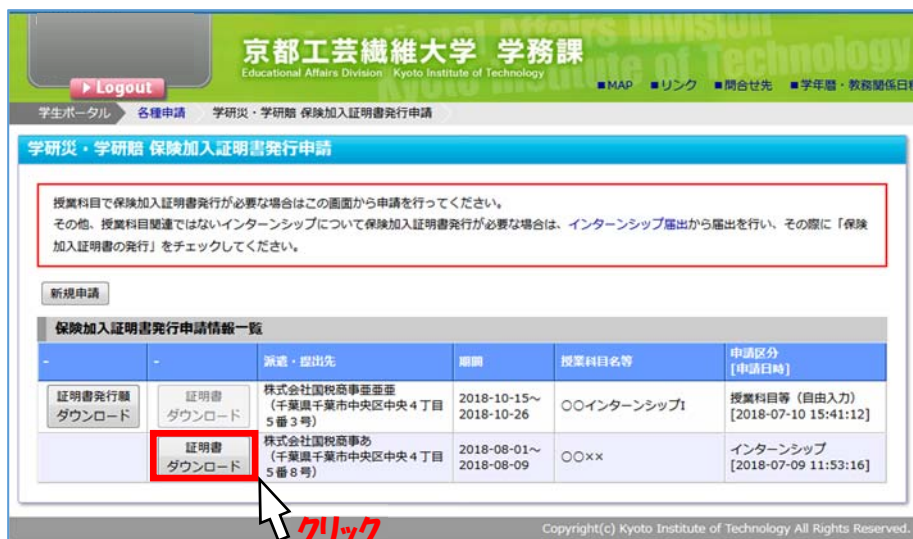 京都工芸繊維大学 学務課
Educational Affairs Division Kyoto Institute of Technology
Logout
■MAP ■リンク ■問合せ先 ■学年暦・教務関係日程
学生ポータル 各種申請 学研災・学研賠 保険加入証明書発行申請
学研災・学研賠 保険加入証明書発行申請
授業科目で保険加入証明書発行が必要な場合はこの画面から申請を行ってください。
その他、授業科目関連ではないインターンシップについて保険加入証明書発行が必要な場合は、インターンシップ届出から届出を行い、その際に「保険
加入証明書の発行」をチェックしてください。
新規申請
保険加入証明書発行申請情報一覧
- - 派遣・提出先 期間 授業科目名等 申請区分
[申請日時]
証明書発行願
ダウンロード
証明書
ダウンロード
株式会社国税商事亜亜亜
（千葉県千葉市中央区中央４丁目
５番３号）
2018-10-15～
2018-10-26
○○インターンシップI
授業科目等（自由入力）
[2018-07-10 15:41:12]
証明書
ダウンロード
株式会社国税商事あ
（千葉県千葉市中央区中央４丁目
５番８号）
2018-08-01～
2018-08-09
○○××
インターンシップ
[2018-07-09 11:53:16]
クリック
Copyright(c) Kyoto Institute of Technology All Rights Reserved.